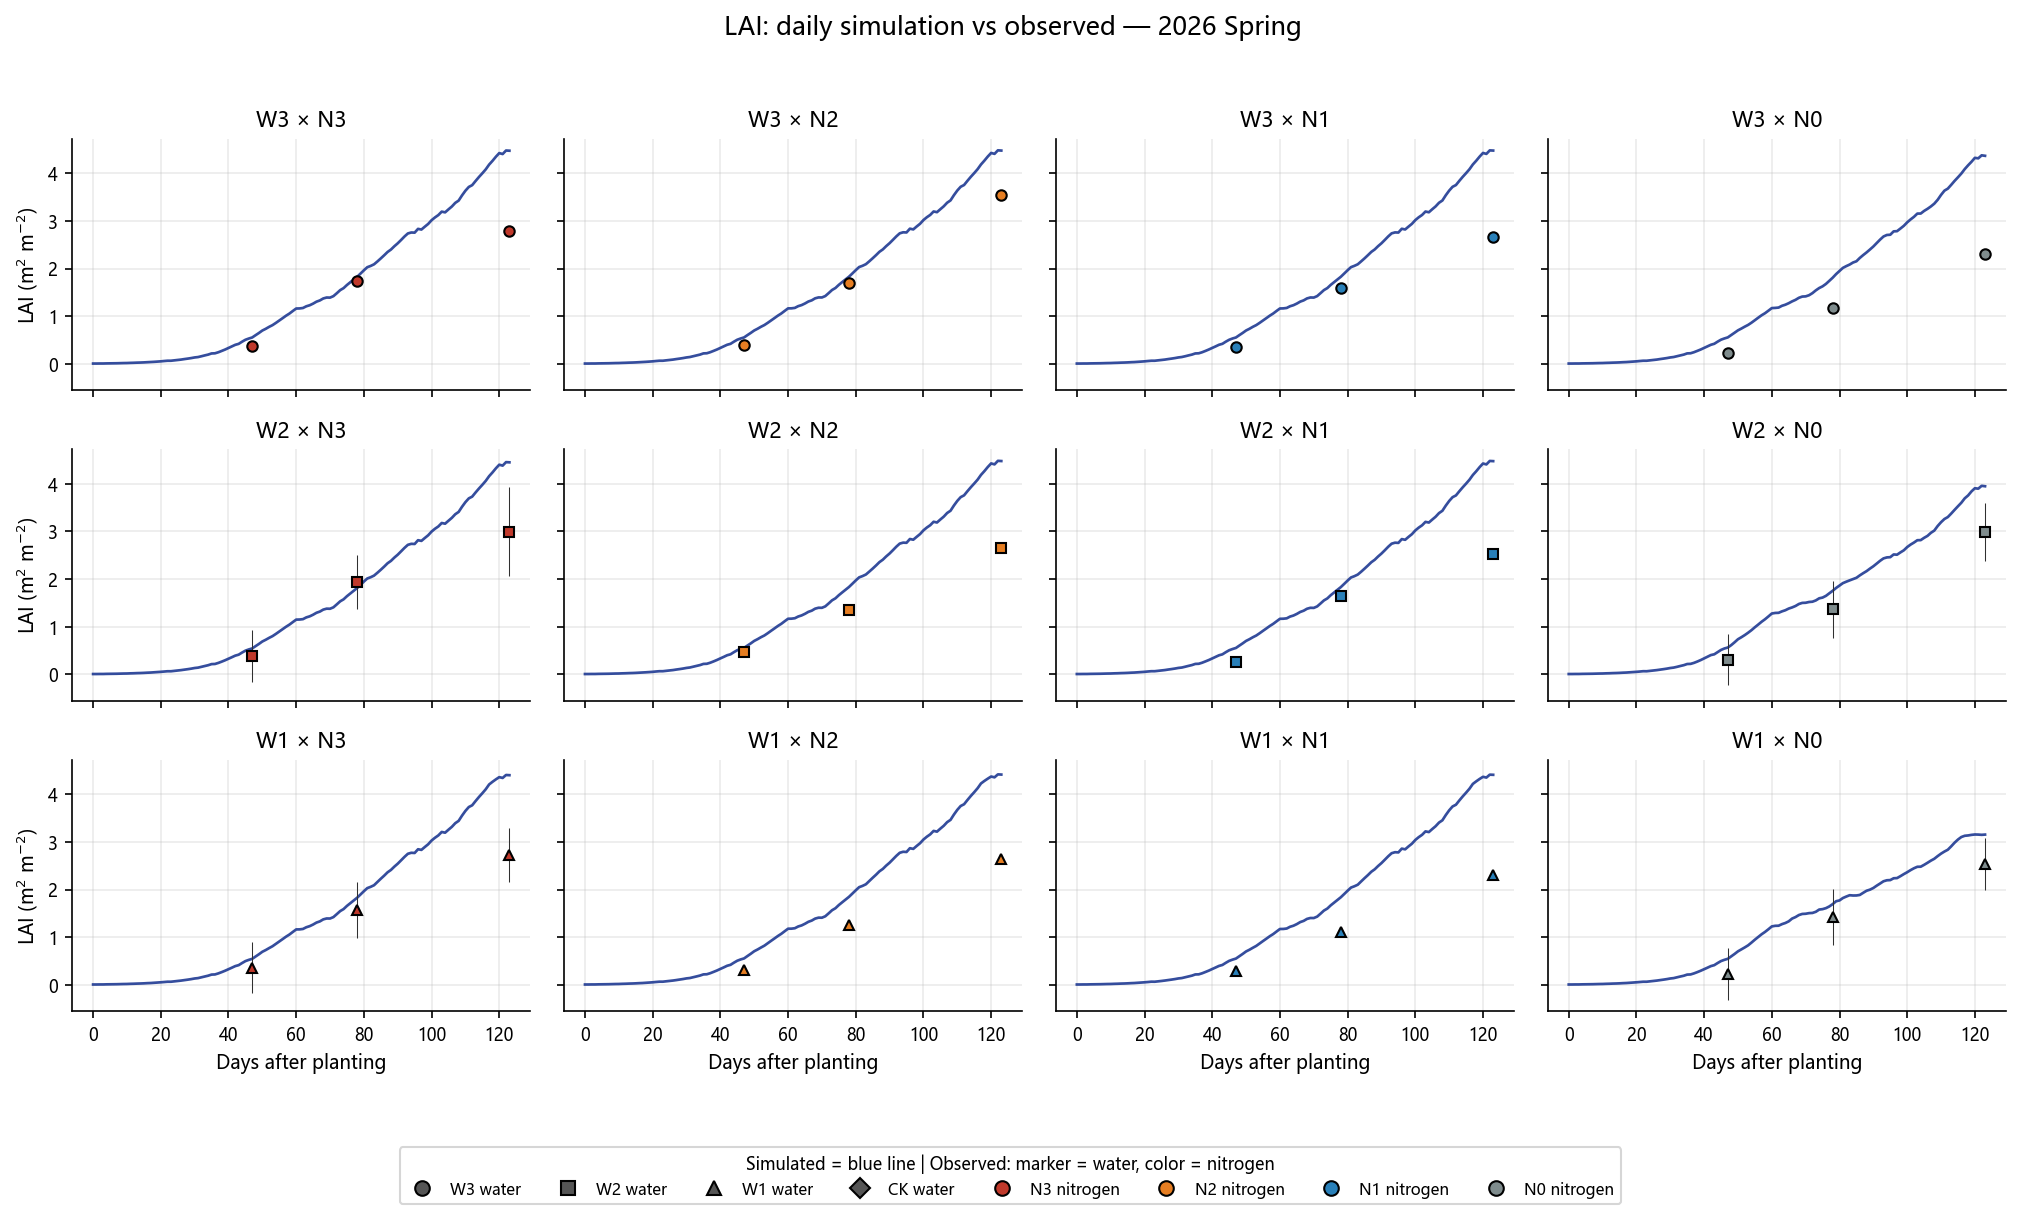 LAI: daily simulation vs observed — 2026 Spring
W3 × N3
W3 × N2
W3 × N1
W3 × N0
LAI (m² m⁻²)
4
3
2
1
0
W2 × N3
W2 × N2
W2 × N1
W2 × N0
LAI (m² m⁻²)
4
3
2
1
0
W1 × N3
W1 × N2
W1 × N1
W1 × N0
LAI (m² m⁻²)
4
3
2
1
0
0 20 40 60 80 100 120
0 20 40 60 80 100 120
0 20 40 60 80 100 120
0 20 40 60 80 100 120
Days after planting
Days after planting
Days after planting
Days after planting
Simulated = blue line | Observed: marker = water, color = nitrogen
W3 water W2 water W1 water CK water N3 nitrogen N2 nitrogen N1 nitrogen N0 nitrogen